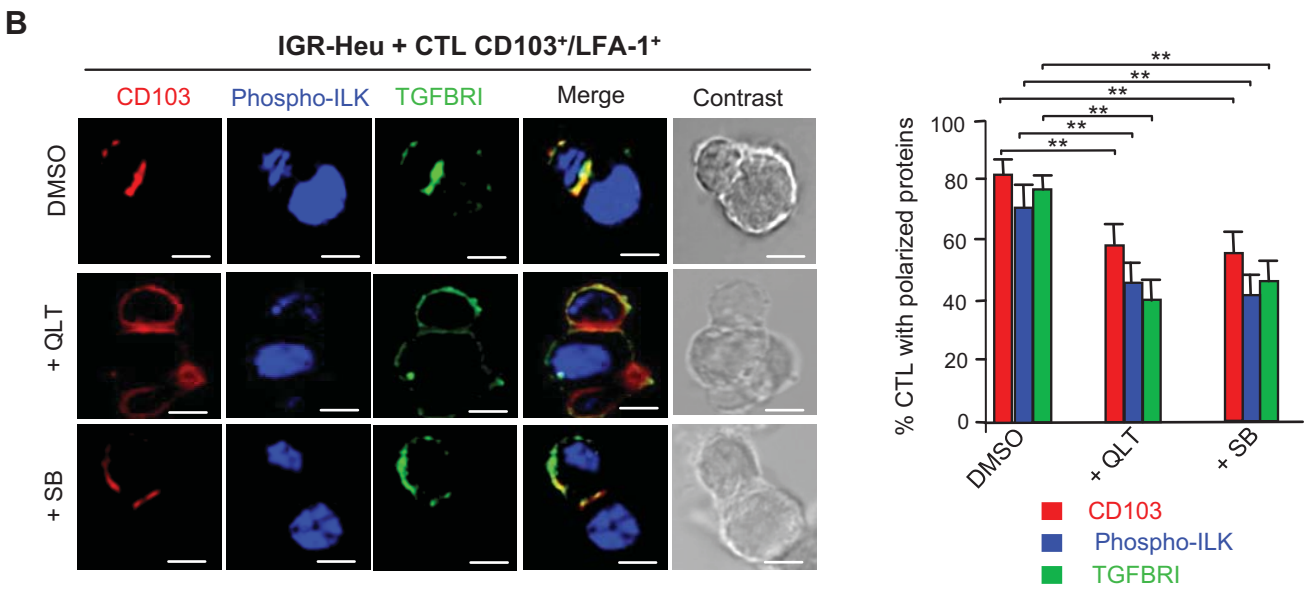 B
IGR-Heu + CTL CD103⁺/LFA-1⁺
CD103 Phospho-ILK TGFBRI Merge Contrast
DMSO
+ QLT
+ SB
% CTL with polarized proteins
** 
**
**
**
**
**
100
80
60
40
20
0
DMSO + QLT + SB
CD103
Phospho-ILK
TGFBRI